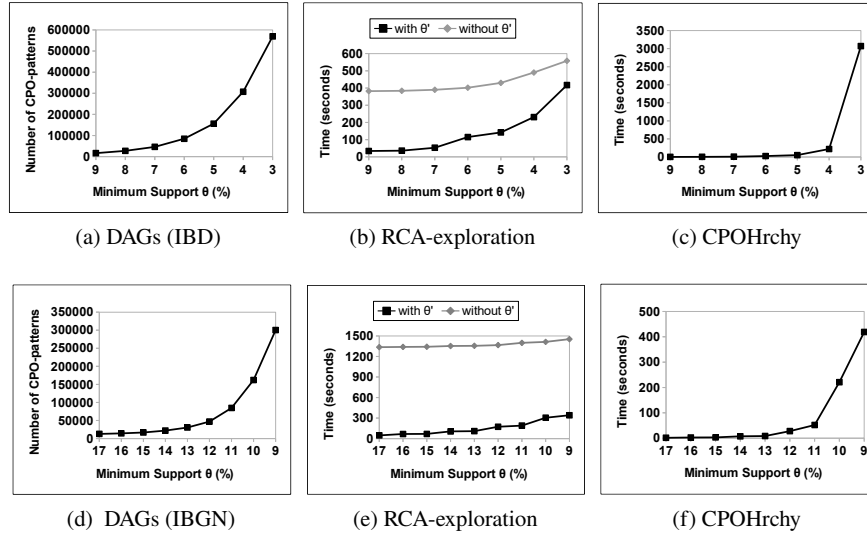 600000
500000
400000
300000
200000
100000
0
Number of CPO-patterns
9 8 7 6 5 4 3
Minimum Support θ (%)
(a) DAGs (IBD)
with θ' without θ'
600
500
400
300
200
100
0
Time (seconds)
9 8 7 6 5 4 3
Minimum Support θ (%)
(b) RCA-exploration
3500
3000
2500
2000
1500
1000
500
0
Time (seconds)
9 8 7 6 5 4 3
Minimum Support θ (%)
(c) CPOHrchy
350000
300000
250000
200000
150000
100000
50000
0
Number of CPO-patterns
17 16 15 14 13 12 11 10 9
Minimum Support θ (%)
(d) DAGs (IBGN)
with θ' without θ'
1500
1200
900
600
300
0
Time (seconds)
17 16 15 14 13 12 11 10 9
Minimum Support θ (%)
(e) RCA-exploration
500
400
300
200
100
0
Time (seconds)
17 16 15 14 13 12 11 10 9
Minimum Support θ (%)
(f) CPOHrchy